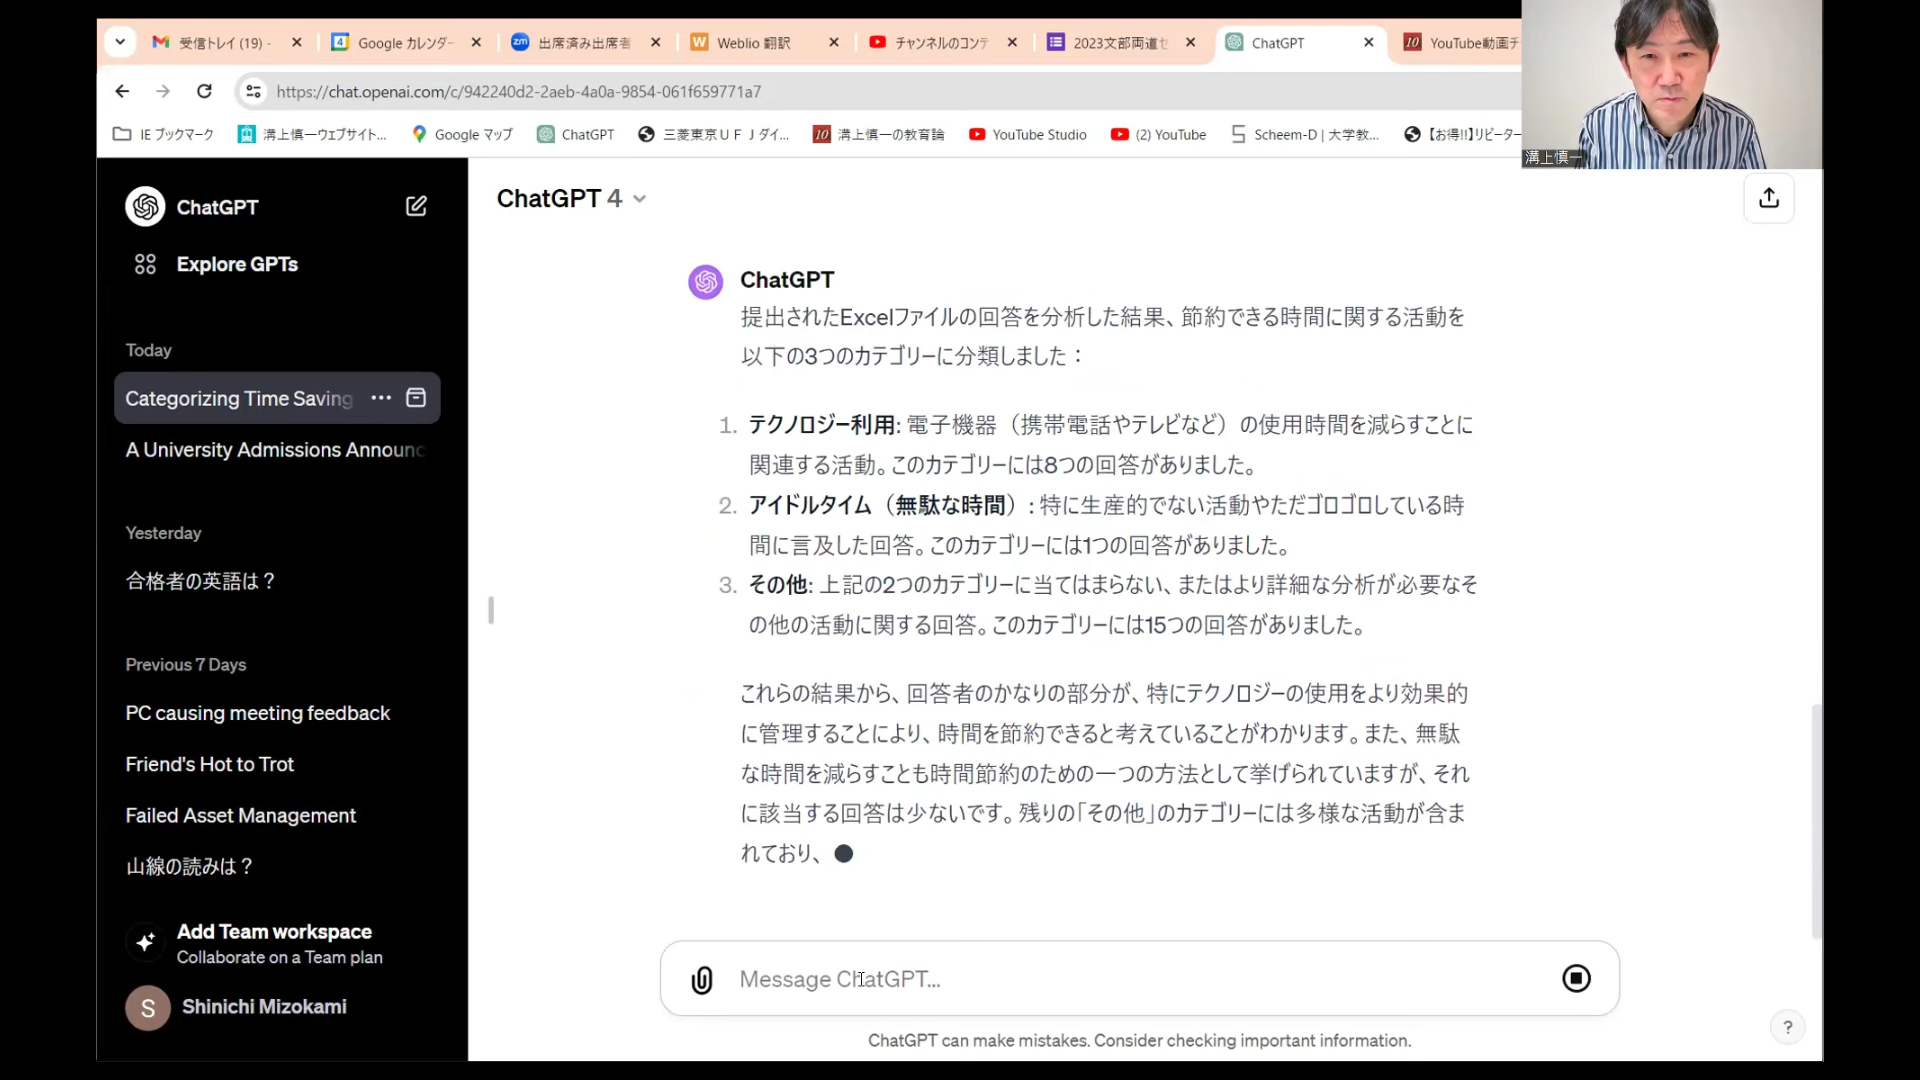 受信トレイ (19) -
Google カレンダー
出席済み出席者
Weblio 翻訳
チャンネルのコンテ
2023文部両道セ
ChatGPT
YouTube動画チ
https://chat.openai.com/c/942240d2-2aeb-4a0a-9854-061f659771a7
IE ブックマーク
溝上慎一ウェブサイト...
Google マップ
ChatGPT
三菱東京ＵＦＪダイ...
溝上慎一の教育論
YouTube Studio
(2) YouTube
Scheem-D | 大学教...
【お得!!】リピーター
溝上慎一
ChatGPT
Explore GPTs
Today
Categorizing Time Saving
A University Admissions Announc
Yesterday
合格者の英語は？
Previous 7 Days
PC causing meeting feedback
Friend's Hot to Trot
Failed Asset Management
山線の読みは？
Add Team workspace
Collaborate on a Team plan
S
Shinichi Mizokami
ChatGPT 4
ChatGPT
提出されたExcelファイルの回答を分析した結果、節約できる時間に関する活動を
以下の3つのカテゴリーに分類しました：
1. テクノロジー利用: 電子機器（携帯電話やテレビなど）の使用時間を減らすことに
関連する活動。このカテゴリーには8つの回答がありました。
2. アイドルタイム（無駄な時間）: 特に生産的でない活動やただゴロゴロしている時
間に言及した回答。このカテゴリーには1つの回答がありました。
3. その他: 上記の2つのカテゴリーに当てはまらない、またはより詳細な分析が必要なそ
の他の活動に関する回答。このカテゴリーには15つの回答がありました。
これらの結果から、回答者のかなりの部分が、特にテクノロジーの使用をより効果的
に管理することにより、時間を節約できると考えていることがわかります。また、無駄
な時間を減らすことも時間節約のための一つの方法として挙げられていますが、それ
に該当する回答は少ないです。残りの「その他」のカテゴリーには多様な活動が含ま
れており、
Message ChatGPT...
ChatGPT can make mistakes. Consider checking important information.
?